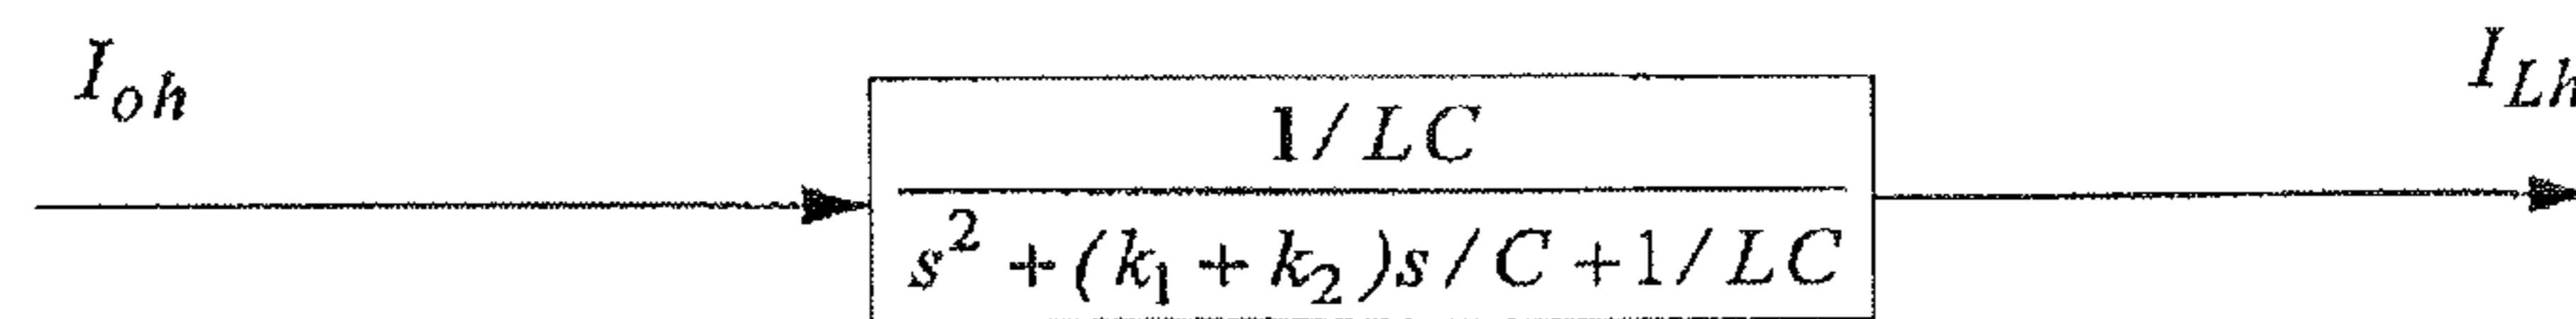 I_{oh}
I_{Lh}
1/LC
s^2+(k_1+k_2)s/C+1/LC